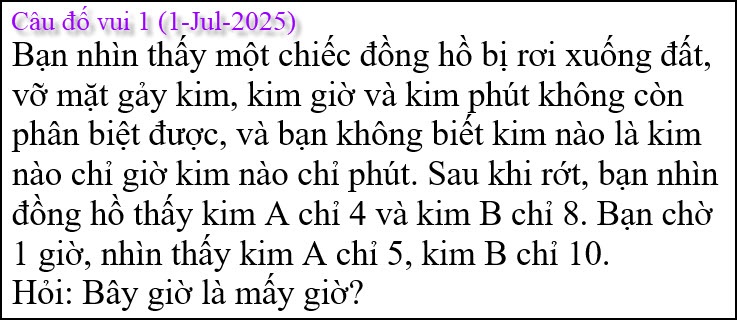 Câu đố vui 1 (1-Jul-2025)
Bạn nhìn thấy một chiếc đồng hồ bị rơi xuống đất,
vỡ mặt gảy kim, kim giờ và kim phút không còn
phân biệt được, và bạn không biết kim nào là kim
nào chỉ giờ kim nào chỉ phút. Sau khi rớt, bạn nhìn
đồng hồ thấy kim A chỉ 4 và kim B chỉ 8. Bạn chờ
1 giờ, nhìn thấy kim A chỉ 5, kim B chỉ 10.
Hỏi: Bây giờ là mấy giờ?